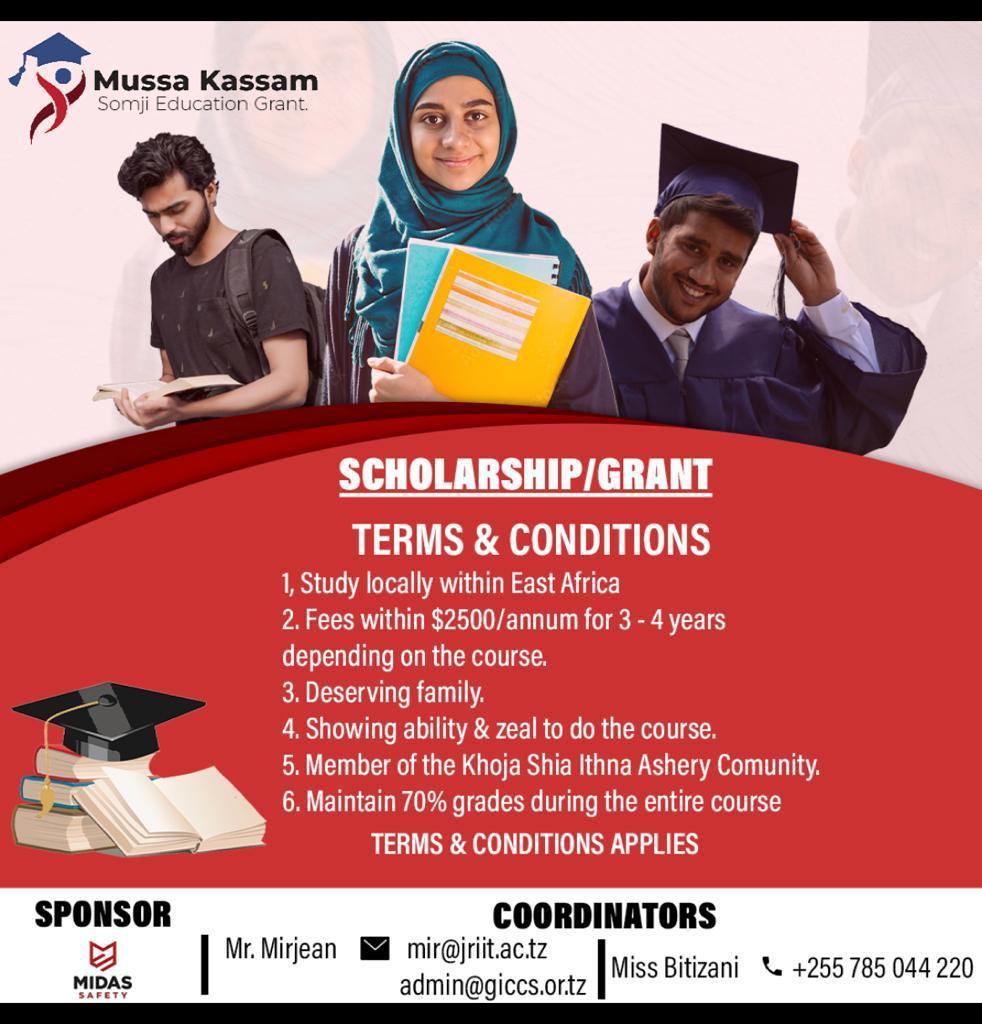 Mussa Kassam
Somji Education Grant.
SCHOLARSHIP/GRANT
TERMS & CONDITIONS
1, Study locally within East Africa
2. Fees within $2500/annum for 3 - 4 years
depending on the course.
3. Deserving family.
4. Showing ability & zeal to do the course.
5. Member of the Khoja Shia Ithna Ashery Comunity.
6. Maintain 70% grades during the entire course
TERMS & CONDITIONS APPLIES
SPONSOR
MIDAS
SAFETY
COORDINATORS
Mr. Mirjean mir@jriit.ac.tz
admin@giccs.or.tz
Miss Bitizani +255 785 044 220